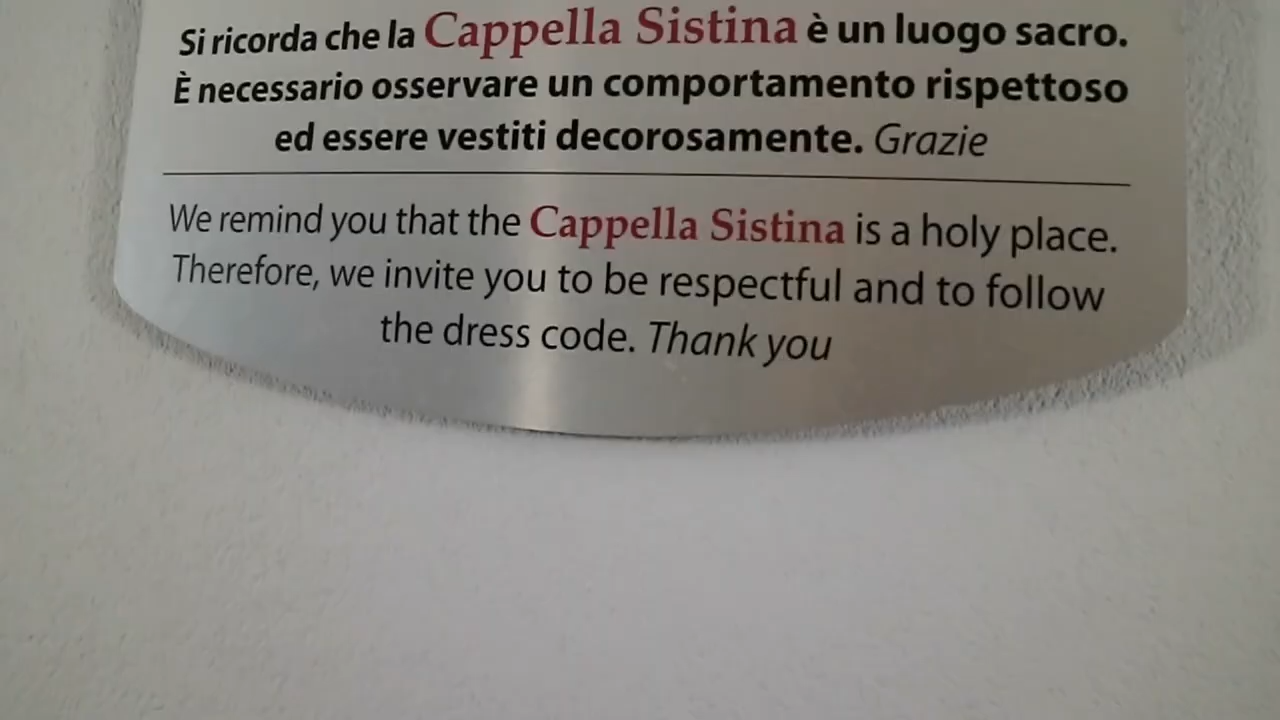 Si ricorda che la Cappella Sistina è un luogo sacro.
È necessario osservare un comportamento rispettoso
ed essere vestiti decorosamente. Grazie
We remind you that the Cappella Sistina is a holy place.
Therefore, we invite you to be respectful and to follow
the dress code. Thank you